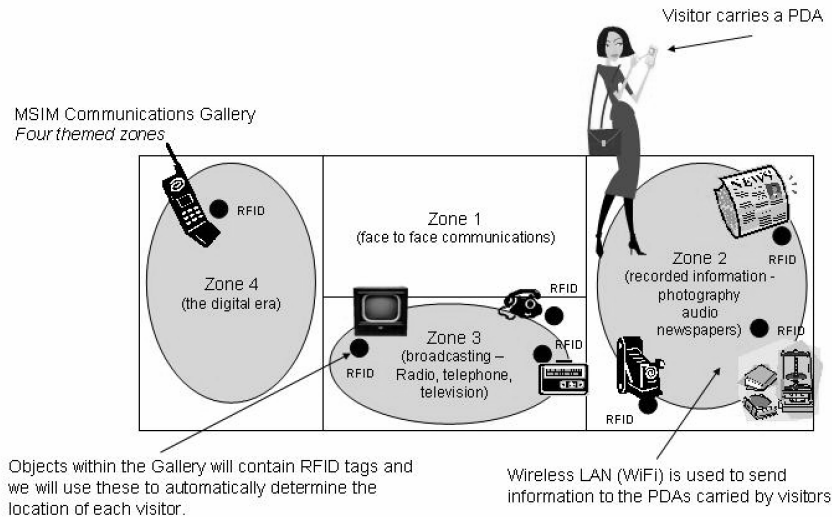 Visitor carries a PDA
MSIM Communications Gallery
Four themed zones
RFID
Zone 4
(the digital era)
Zone 1
(face to face communications)
NEWS
RFID
Zone 2
(recorded information -
photography
audio
newspapers)
RFID
RFID
RFID
Zone 3
(broadcasting –
Radio, telephone,
television)
RFID
RFID
Objects within the Gallery will contain RFID tags and
we will use these to automatically determine the
location of each visitor.
Wireless LAN (WiFi) is used to send
information to the PDAs carried by visitors